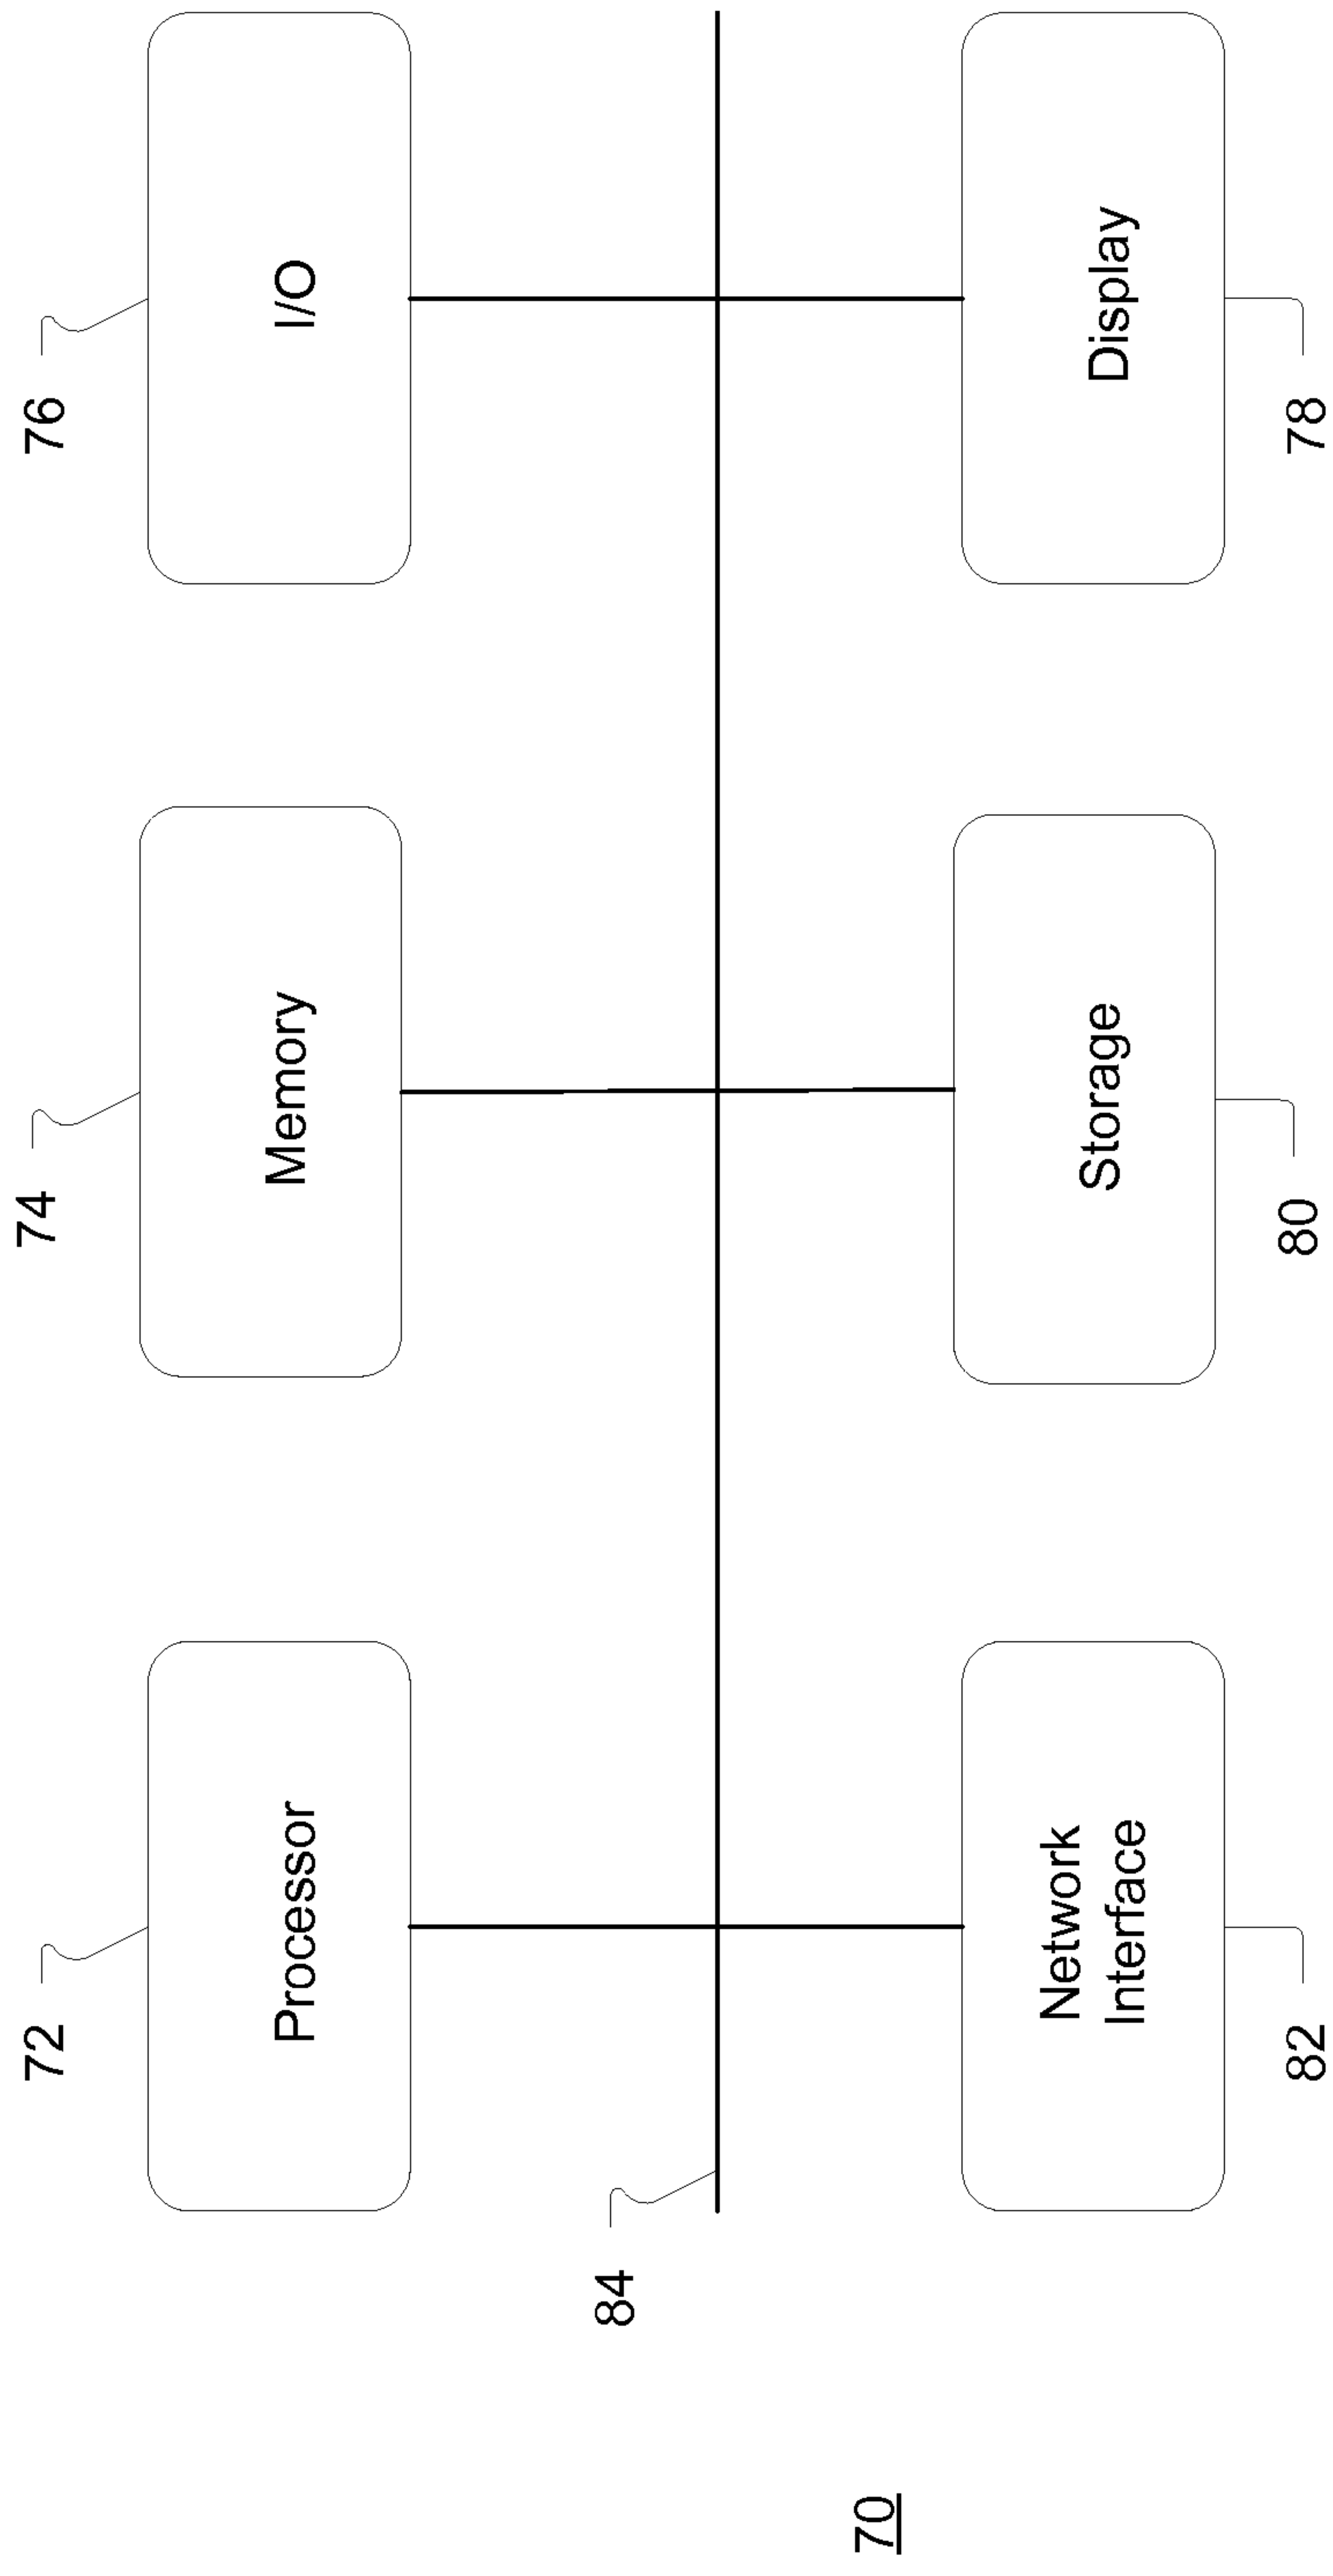 72
74
76
Processor
Memory
I/O
84
Network
Interface
Storage
Display
82
80
78
70